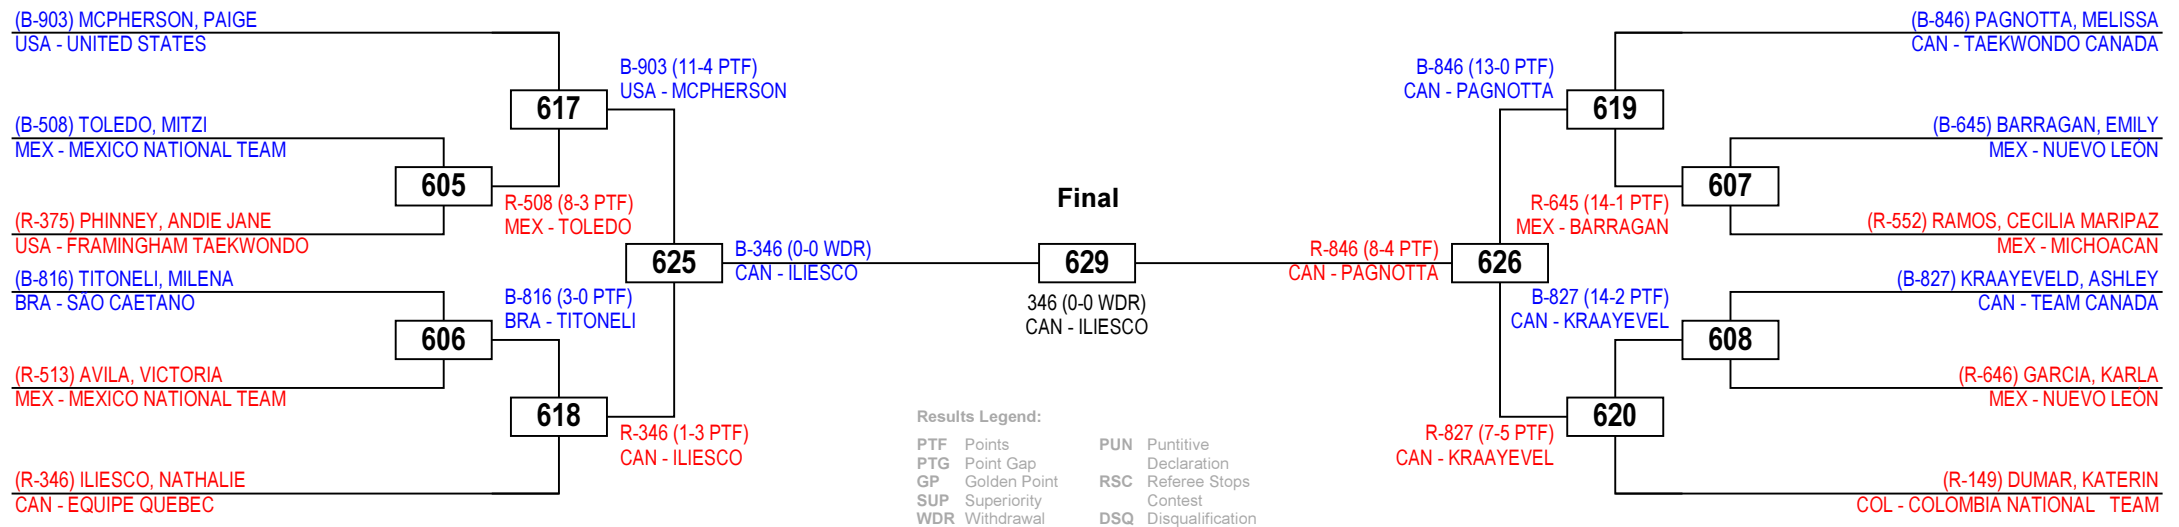 (B-903) MCPHERSON, PAIGE
USA - UNITED STATES
B-903 (11-4 PTF)
USA - MCPHERSON
617
(B-508) TOLEDO, MITZI
MEX - MEXICO NATIONAL TEAM
605
R-508 (8-3 PTF)
MEX - TOLEDO
(R-375) PHINNEY, ANDIE JANE
USA - FRAMINGHAM TAEKWONDO
625
B-346 (0-0 WDR)
CAN - ILIESCO
(B-816) TITONELI, MILENA
BRA - SÃO CAETANO
B-816 (3-0 PTF)
BRA - TITONELI
606
(R-513) AVILA, VICTORIA
MEX - MEXICO NATIONAL TEAM
618
R-346 (1-3 PTF)
CAN - ILIESCO
(R-346) ILIESCO, NATHALIE
CAN - EQUIPE QUEBEC
Final
629
346 (0-0 WDR)
CAN - ILIESCO
(B-846) PAGNOTTA, MELISSA
CAN - TAEKWONDO CANADA
B-846 (13-0 PTF)
CAN - PAGNOTTA
619
(B-645) BARRAGAN, EMILY
MEX - NUEVO LEÓN
607
R-645 (14-1 PTF)
MEX - BARRAGAN
(R-552) RAMOS, CECILIA MARIPAZ
MEX - MICHOACAN
R-846 (8-4 PTF)
CAN - PAGNOTTA
626
(B-827) KRAAYEVELD, ASHLEY
CAN - TEAM CANADA
B-827 (14-2 PTF)
CAN - KRAAYEVEL
608
(R-646) GARCIA, KARLA
MEX - NUEVO LEÓN
620
R-827 (7-5 PTF)
CAN - KRAAYEVEL
(R-149) DUMAR, KATERIN
COL - COLOMBIA NATIONAL TEAM
Results Legend:
PTF Points
PTG Point Gap
GP Golden Point
SUP Superiority
WDR Withdrawal
PUN Puntitive
Declaration
RSC Referee Stops
Contest
DSQ Disqualification